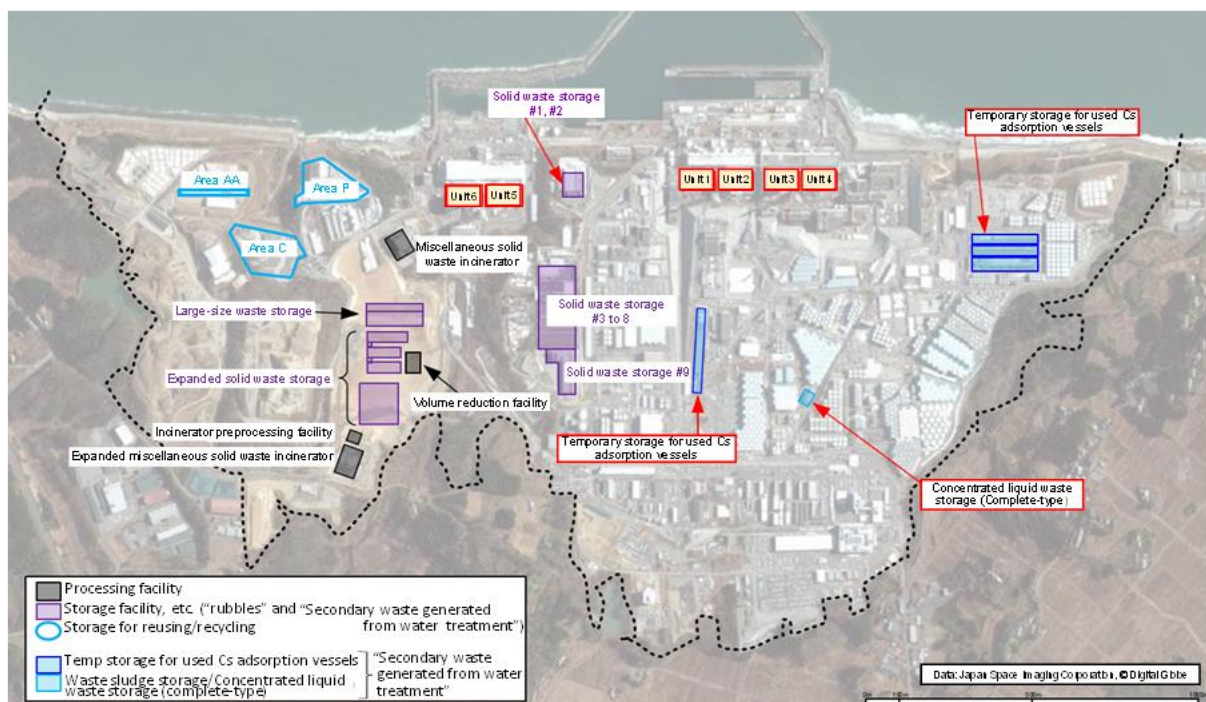 Solid waste storage
#1, #2
Temporary storage for used Cs
adsorption vessels
Area AA
Area P
Unit6
Unit5
Unit1
Unit2
Unit3
Unit4
Area C
Miscellaneous solid
waste incinerator
Large-size waste storage
Solid waste storage
#3 to 8
Expanded solid waste storage
Solid waste storage #9
Volume reduction facility
Incinerator preprocessing facility
Expanded miscellaneous solid waste incinerator
Temporary storage for used Cs
adsorption vessels
Concentrated liquid waste
storage (Complete-type)
Processing facility
Storage facility, etc. ("rubbles" and "Secondary waste generated
from water treatment")
Storage for reusing/recycling
Temp storage for used Cs adsorption vessels
Waste sludge storage/Concentrated liquid
waste storage (complete-type)
"Secondary waste
generated from water
treatment"
Data: Japan Space Imaging Corporation, © Digital Globe
0m 100m 500m